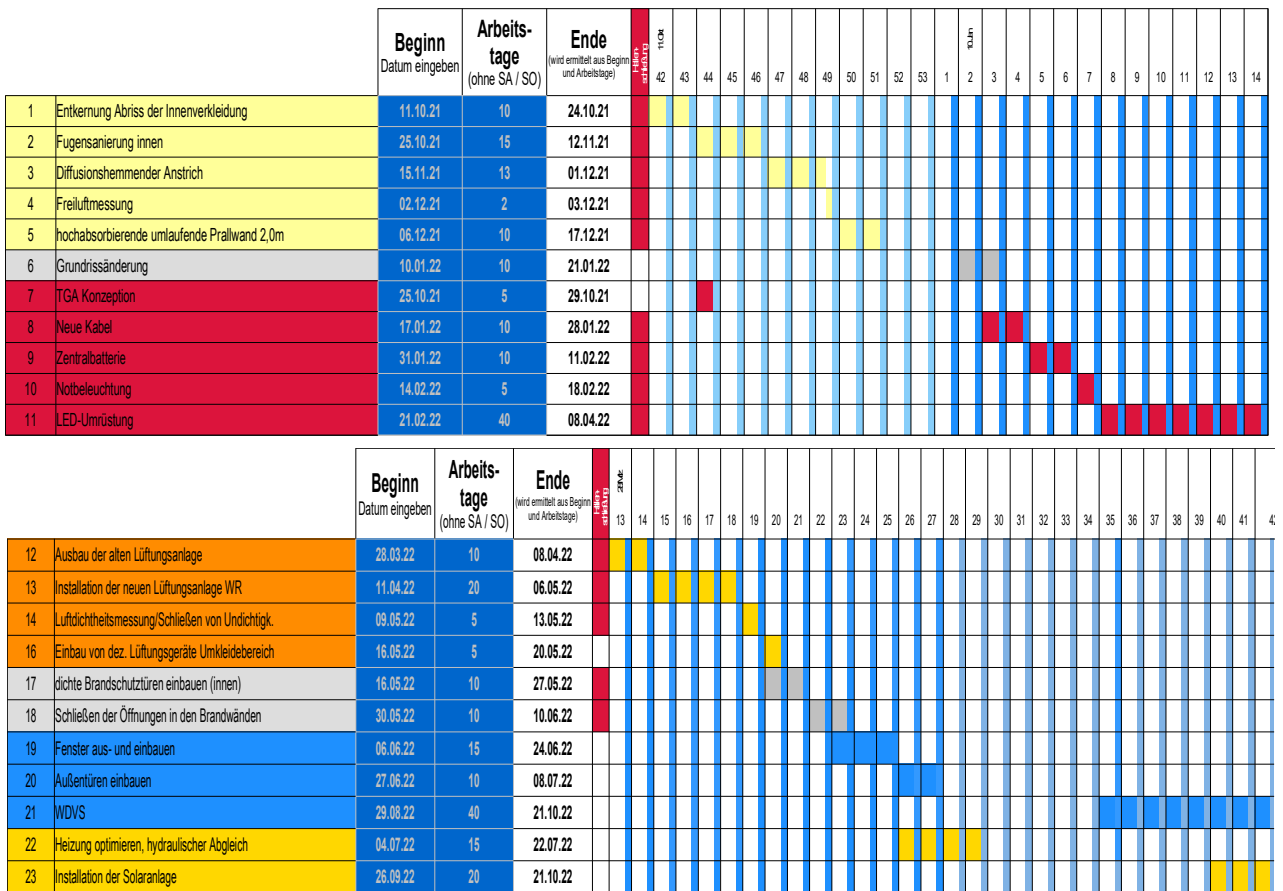 Beginn
Datum eingeben
Arbeits-
tage
(ohne SA / SO)
Ende
(wird ermittelt aus Beginn
und Arbeitstage)
Hallen-
schließung
11.Okt
10.Jän
42 43 44 45 46 47 48 49 50 51 52 53 1 2 3 4 5 6 7 8 9 10 11 12 13 14
1 Entkernung Abriss der Innenverkleidung 11.10.21 10 24.10.21
2 Fugensanierung innen 25.10.21 15 12.11.21
3 Diffusionshemmender Anstrich 15.11.21 13 01.12.21
4 Freiluftmessung 02.12.21 2 03.12.21
5 hochabsorbierende umlaufende Prallwand 2,0m 06.12.21 10 17.12.21
6 Grundrissänderung 10.01.22 10 21.01.22
7 TGA Konzeption 25.10.21 5 29.10.21
8 Neue Kabel 17.01.22 10 28.01.22
9 Zentralbatterie 31.01.22 10 11.02.22
10 Notbeleuchtung 14.02.22 5 18.02.22
11 LED-Umrüstung 21.02.22 40 08.04.22
Beginn
Datum eingeben
Arbeits-
tage
(ohne SA / SO)
Ende
(wird ermittelt aus Beginn
und Arbeitstage)
Hallen-
schließung
28.Mär
13 14 15 16 17 18 19 20 21 22 23 24 25 26 27 28 29 30 31 32 33 34 35 36 37 38 39 40 41 42
12 Ausbau der alten Lüftungsanlage 28.03.22 10 08.04.22
13 Installation der neuen Lüftungsanlage WR 11.04.22 20 06.05.22
14 Luftdichtheitsmessung/Schließen von Undichtigk. 09.05.22 5 13.05.22
16 Einbau von dez. Lüftungsgeräte Umkleidebereich 16.05.22 5 20.05.22
17 dichte Brandschutztüren einbauen (innen) 16.05.22 10 27.05.22
18 Schließen der Öffnungen in den Brandwänden 30.05.22 10 10.06.22
19 Fenster aus- und einbauen 06.06.22 15 24.06.22
20 Außentüren einbauen 27.06.22 10 08.07.22
21 WDVS 29.08.22 40 21.10.22
22 Heizung optimieren, hydraulischer Abgleich 04.07.22 15 22.07.22
23 Installation der Solaranlage 26.09.22 20 21.10.22